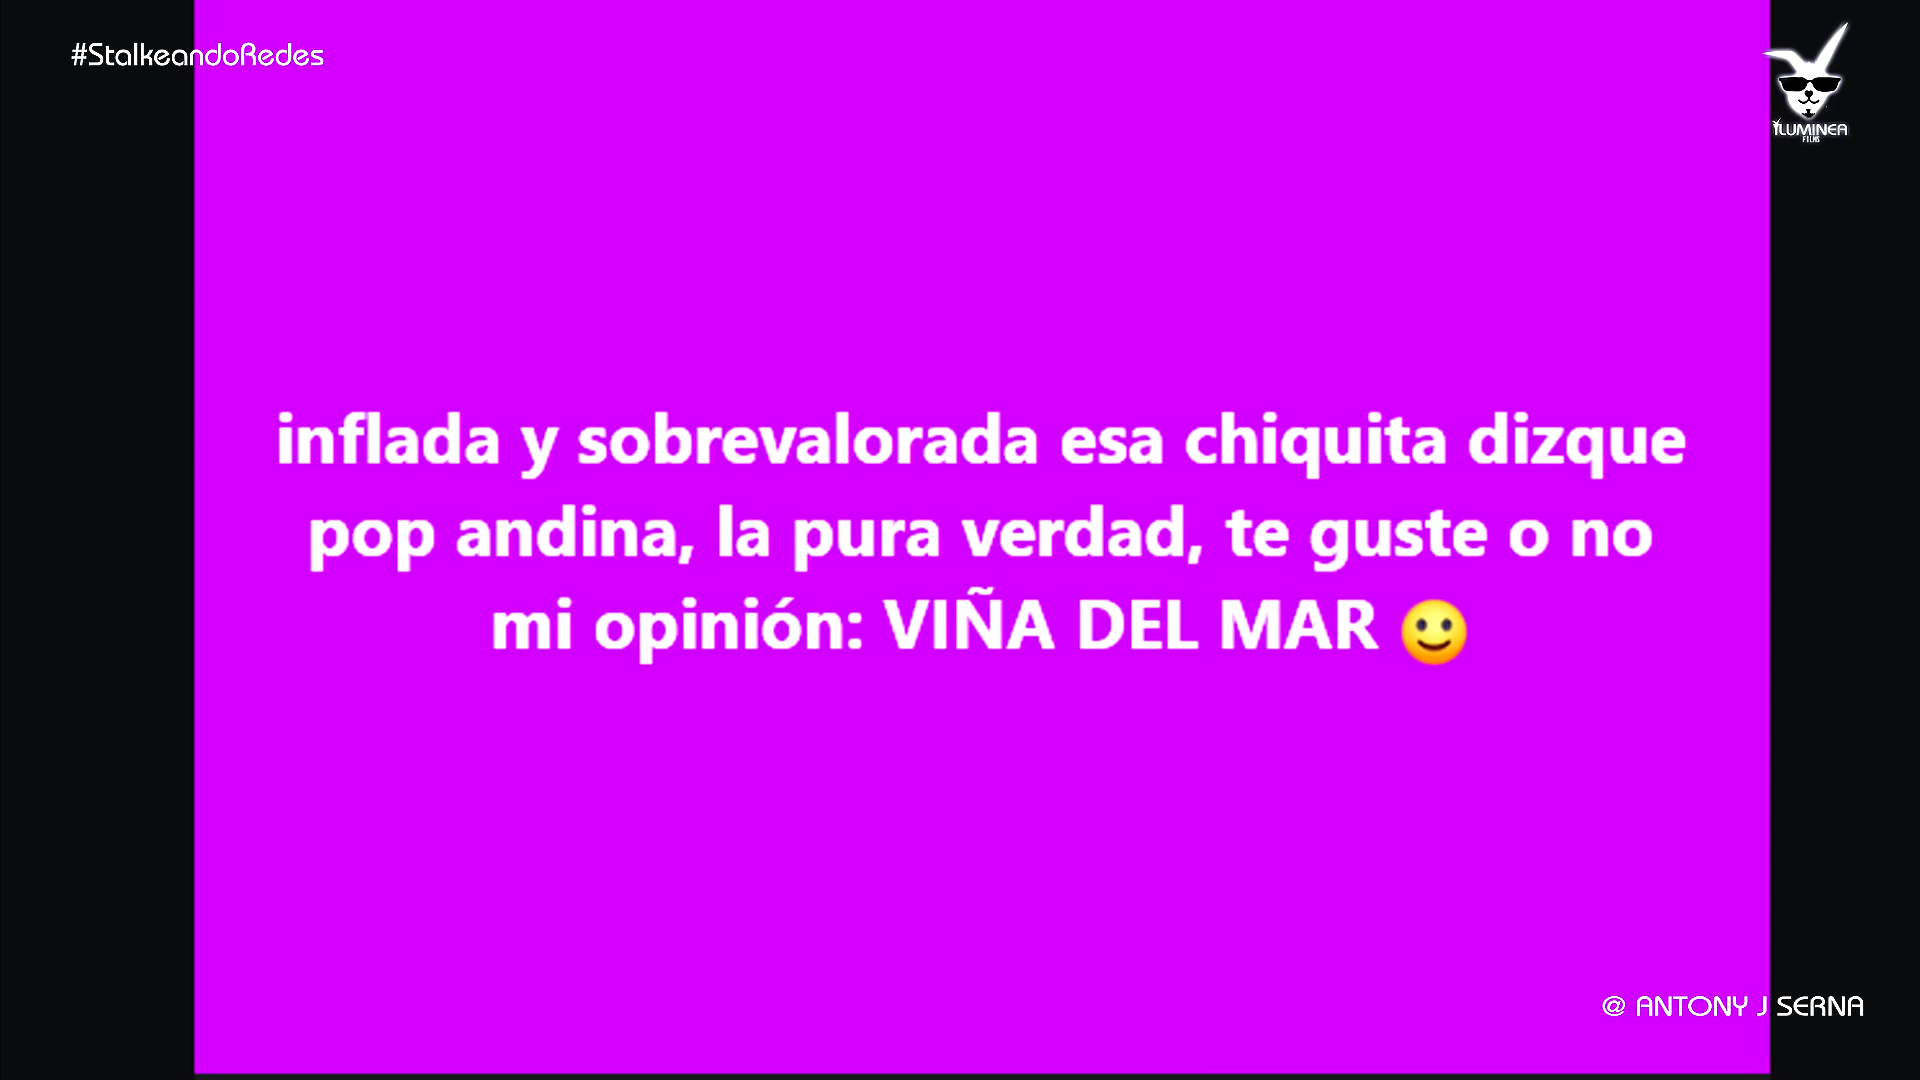 #StalkeandoRedes
ILUMINEA
FILMS
inflada y sobrevalorada esa chiquita dizque
pop andina, la pura verdad, te guste o no
mi opinión: VIÑA DEL MAR 🙂
@ ANTONY J SERNA